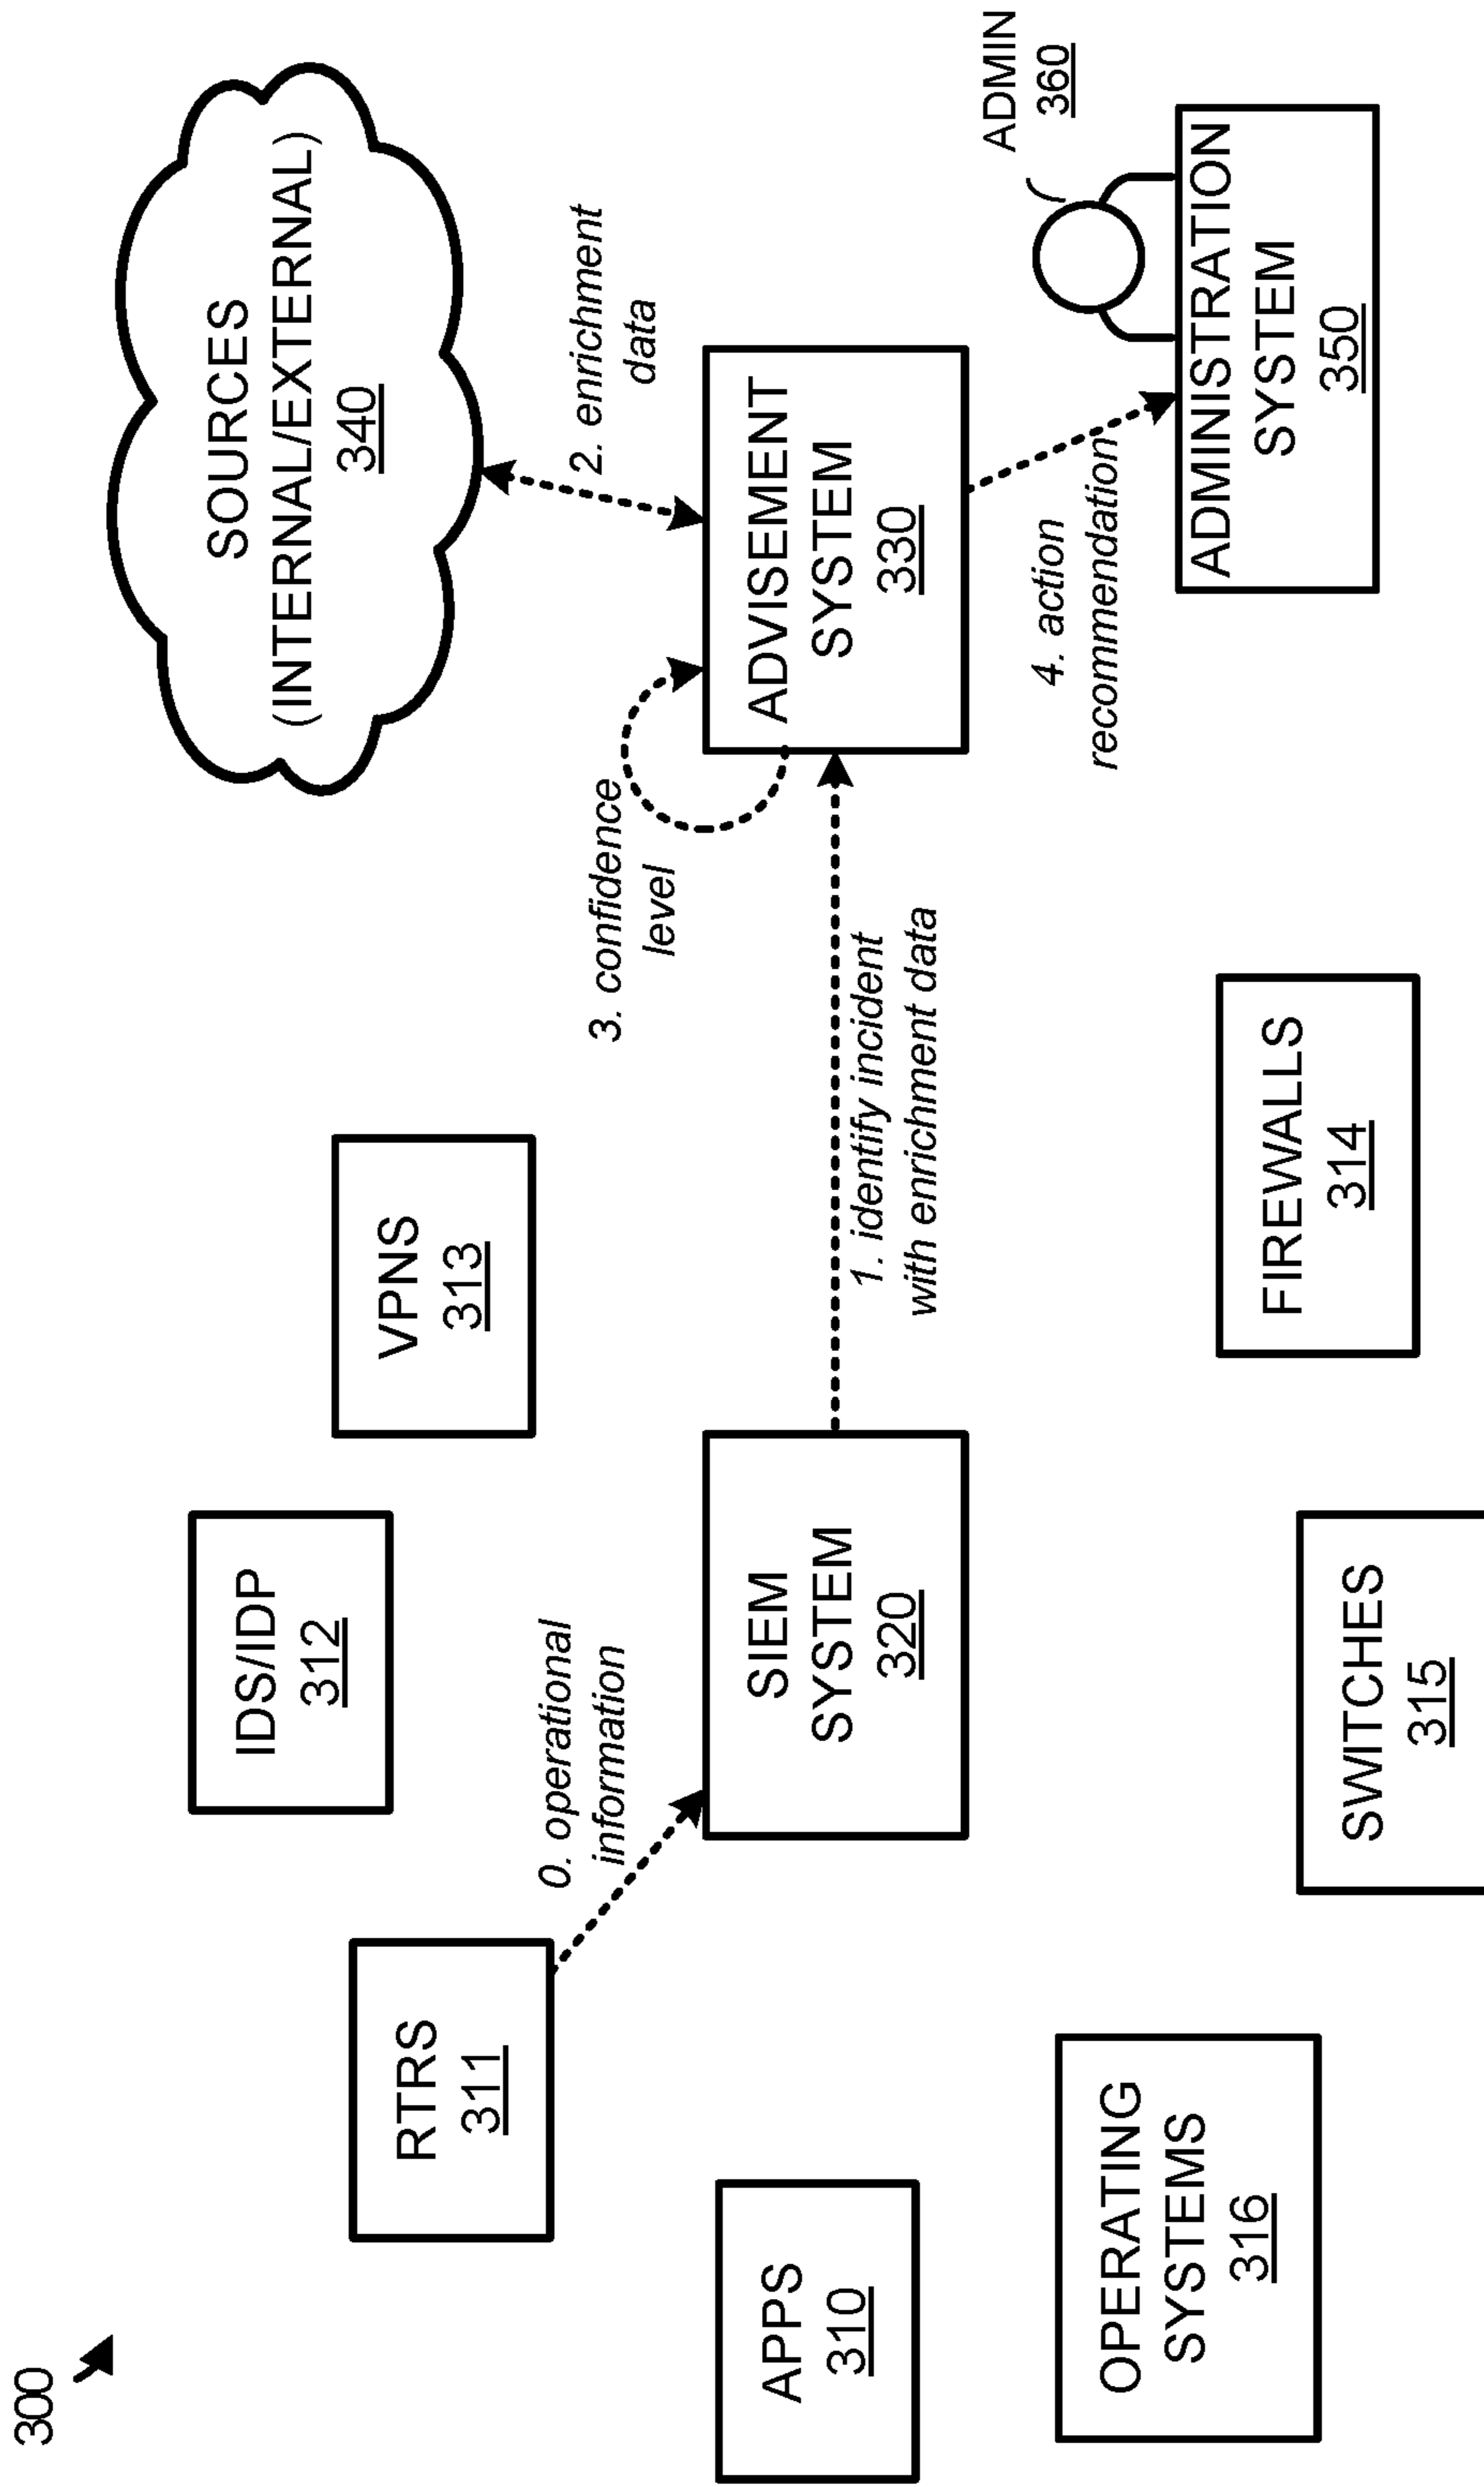 300
APPS
310
RTRS
311
IDS/IDP
312
VPNS
313
FIREWALLS
314
SWITCHES
315
OPERATING
SYSTEMS
316
0. operational
information
SIEM
SYSTEM
320
1. identify incident
with enrichment data
SOURCES
(INTERNAL/EXTERNAL)
340
2. enrichment
data
3. confidence
level
ADVISEMENT
SYSTEM
330
4. action
recommendation
ADMIN
360
ADMINISTRATION
SYSTEM
350